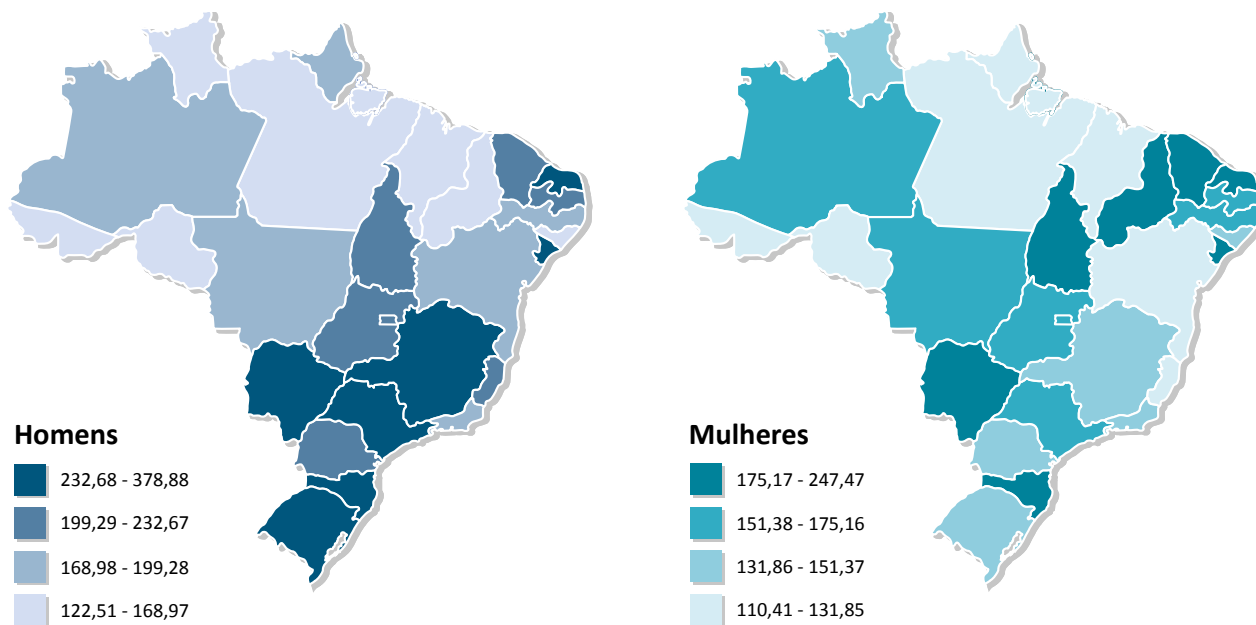 Homens
232,68 - 378,88
199,29 - 232,67
168,98 - 199,28
122,51 - 168,97
Mulheres
175,17 - 247,47
151,38 - 175,16
131,86 - 151,37
110,41 - 131,85